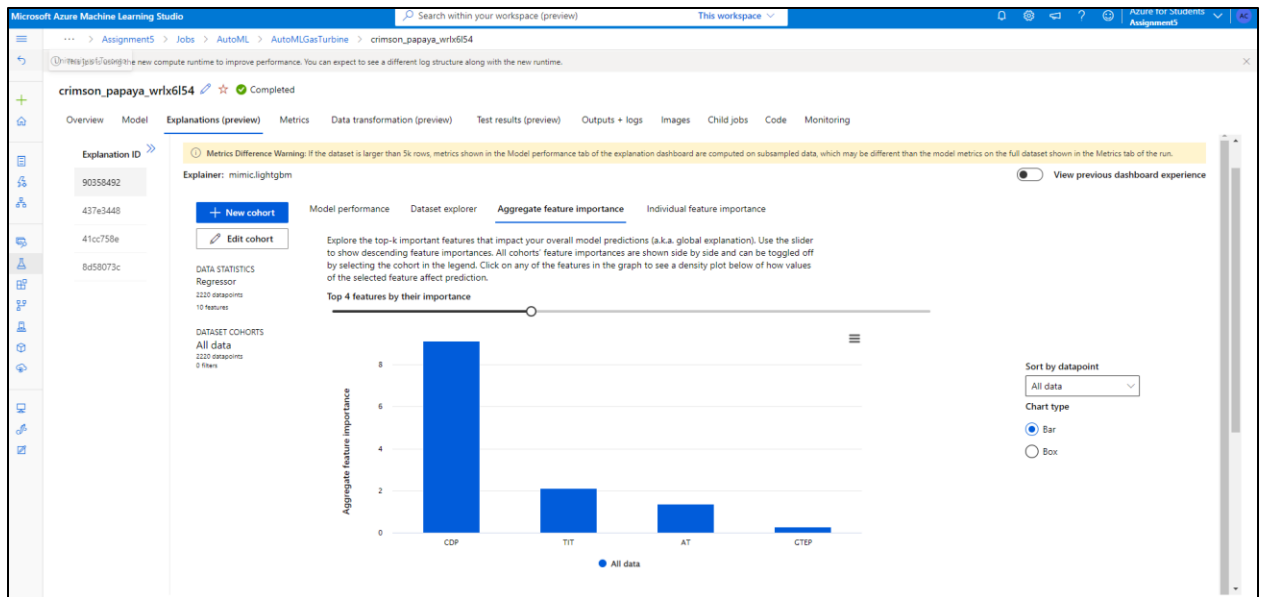 Microsoft Azure Machine Learning Studio
Search within your workspace (preview)
This workspace
Azure for Students
Assignment5
AC
··· > Assignment5 > Jobs > AutoML > AutoMLGasTurbine > crimson_papaya_wrlx6l54
the new compute runtime to improve performance. You can expect to see a different log structure along with the new runtime.
crimson_papaya_wrlx6l54 Completed
Overview Model Explanations (preview) Metrics Data transformation (preview) Test results (preview) Outputs + logs Images Child jobs Code Monitoring
Explanation ID
90358492
437e3448
41cc758e
8d58073c
Metrics Difference Warning: If the dataset is larger than 5k rows, metrics shown in the Model performance tab of the explanation dashboard are computed on subsampled data, which may be different than the model metrics on the full dataset shown in the Metrics tab of the run.
Explainer: mimic.lightgbm
View previous dashboard experience
+ New cohort
Edit cohort
DATA STATISTICS
Regressor
2220 datapoints
10 features
DATASET COHORTS
All data
2220 datapoints
0 filters
Model performance Dataset explorer Aggregate feature importance Individual feature importance
Explore the top-k important features that impact your overall model predictions (a.k.a. global explanation). Use the slider
to show descending feature importances. All cohorts' feature importances are shown side by side and can be toggled off
by selecting the cohort in the legend. Click on any of the features in the graph to see a density plot below of how values
of the selected feature affect prediction.
Top 4 features by their importance
Aggregate feature importance
8
6
4
2
0
CDP TIT AT CTEP
All data
Sort by datapoint
All data
Chart type
Bar
Box